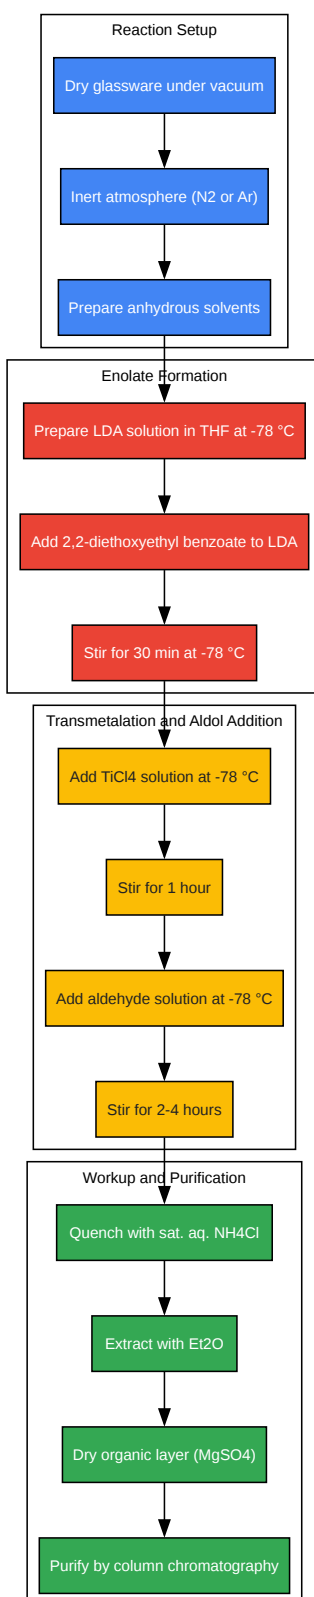 Reaction Setup
Dry glassware under vacuum
Inert atmosphere (N2 or Ar)
Prepare anhydrous solvents
Enolate Formation
Prepare LDA solution in THF at -78 °C
Add 2,2-diethoxyethyl benzoate to LDA
Stir for 30 min at -78 °C
Transmetalation and Aldol Addition
Add TiCl4 solution at -78 °C
Stir for 1 hour
Add aldehyde solution at -78 °C
Stir for 2-4 hours
Workup and Purification
Quench with sat. aq. NH4Cl
Extract with Et2O
Dry organic layer (MgSO4)
Purify by column chromatography